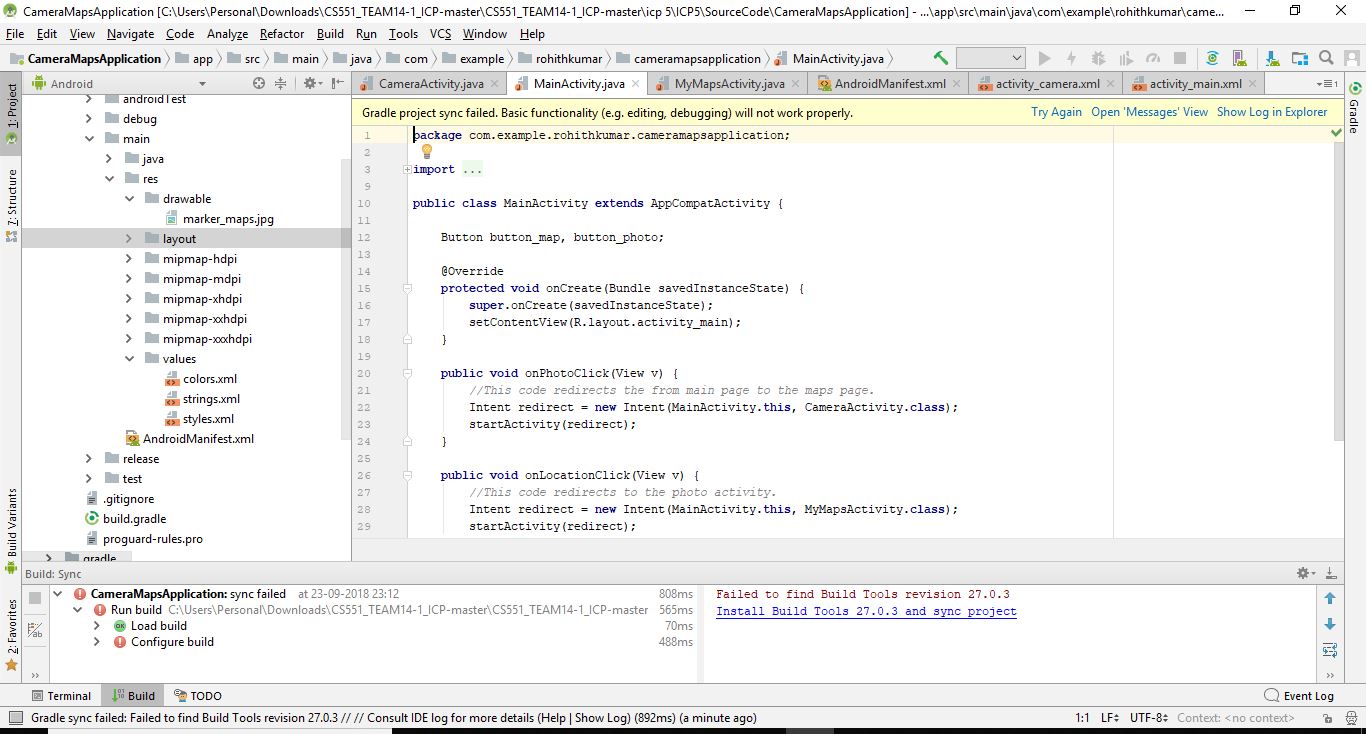 CameraMapsApplication [C:\Users\Personal\Downloads\CS551_TEAM14-1_ICP-master\CS551_TEAM14-1_ICP-master\icp 5\ICP5\SourceCode\CameraMapsApplication] - ...\app\src\main\java\com\example\rohithkumar\came...
File Edit View Navigate Code Analyze Refactor Build Run Tools VCS Window Help
CameraMapsApplication app src main java com example rohithkumar cameramapsapplication MainActivity.java
1: Project
7: Structure
Build Variants
2: Favorites
Android
androidTest
debug
main
java
res
drawable
marker_maps.jpg
layout
mipmap-hdpi
mipmap-mdpi
mipmap-xhdpi
mipmap-xxhdpi
mipmap-xxxhdpi
values
colors.xml
strings.xml
styles.xml
AndroidManifest.xml
release
test
.gitignore
build.gradle
proguard-rules.pro
gradle
CameraActivity.java MainActivity.java MyMapsActivity.java AndroidManifest.xml activity_camera.xml activity_main.xml
Gradle
Gradle project sync failed. Basic functionality (e.g. editing, debugging) will not work properly. Try Again Open 'Messages' View Show Log in Explorer
1 package com.example.rohithkumar.cameramapsapplication;
2
3 import ...
9
10 public class MainActivity extends AppCompatActivity {
11
12 Button button_map, button_photo;
13
14 @Override
15 protected void onCreate(Bundle savedInstanceState) {
16 super.onCreate(savedInstanceState);
17 setContentView(R.layout.activity_main);
18 }
19
20 public void onPhotoClick(View v) {
21 //This code redirects the from main page to the maps page.
22 Intent redirect = new Intent(MainActivity.this, CameraActivity.class);
23 startActivity(redirect);
24 }
25
26 public void onLocationClick(View v) {
27 //This code redirects to the photo activity.
28 Intent redirect = new Intent(MainActivity.this, MyMapsActivity.class);
29 startActivity(redirect);
Build: Sync
CameraMapsApplication: sync failed at 23-09-2018 23:12 808ms
Run build C:\Users\Personal\Downloads\CS551_TEAM14-1_ICP-master\CS551_TEAM14-1_ICP-master 565ms
Load build 70ms
Configure build 488ms
Failed to find Build Tools revision 27.0.3
Install Build Tools 27.0.3 and sync project
Terminal Build TODO Event Log
Gradle sync failed: Failed to find Build Tools revision 27.0.3 // // Consult IDE log for more details (Help | Show Log) (892ms) (a minute ago) 1:1 LF÷ UTF-8÷ Context: <no context>